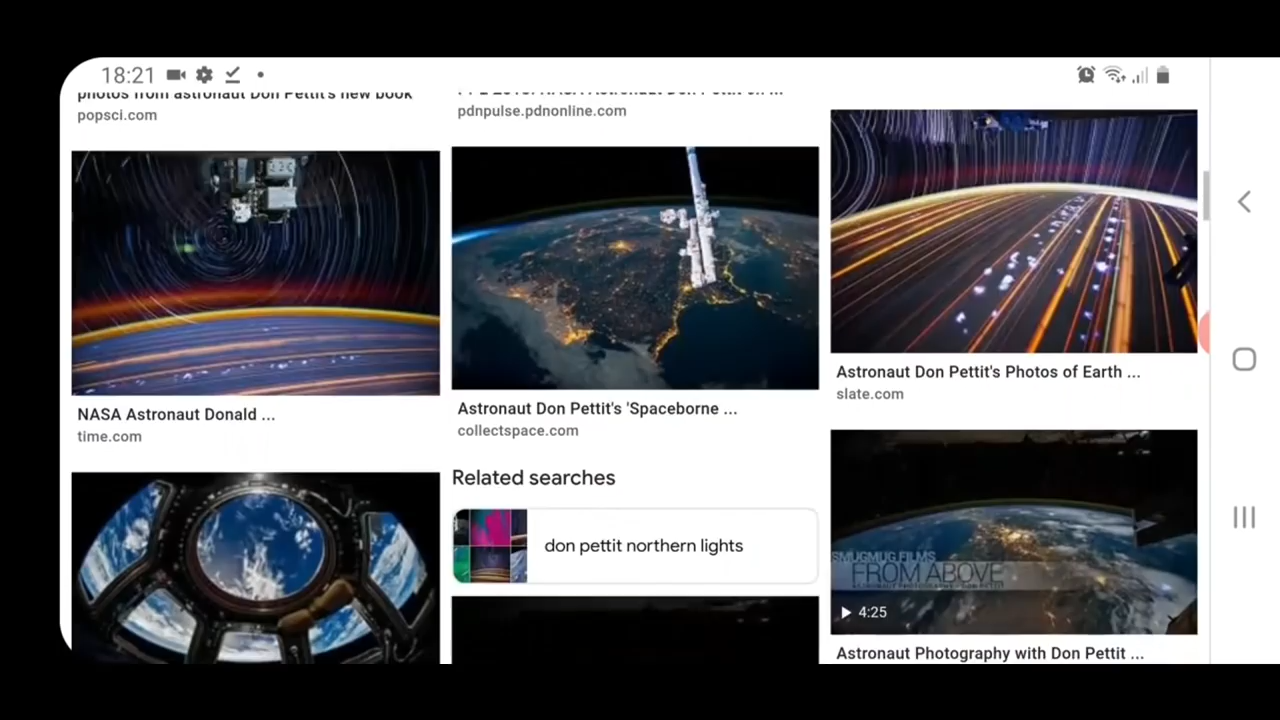 18:21
photos from astronaut Don Pettit's new book
popsci.com
pdnpulse.pdnonline.com
NASA Astronaut Donald ...
time.com
Astronaut Don Pettit's 'Spaceborne ...
collectspace.com
Related searches
don pettit northern lights
Astronaut Don Pettit's Photos of Earth ...
slate.com
SMUGMUG FILMS
FROM ABOVE
4:25
Astronaut Photography with Don Pettit ...